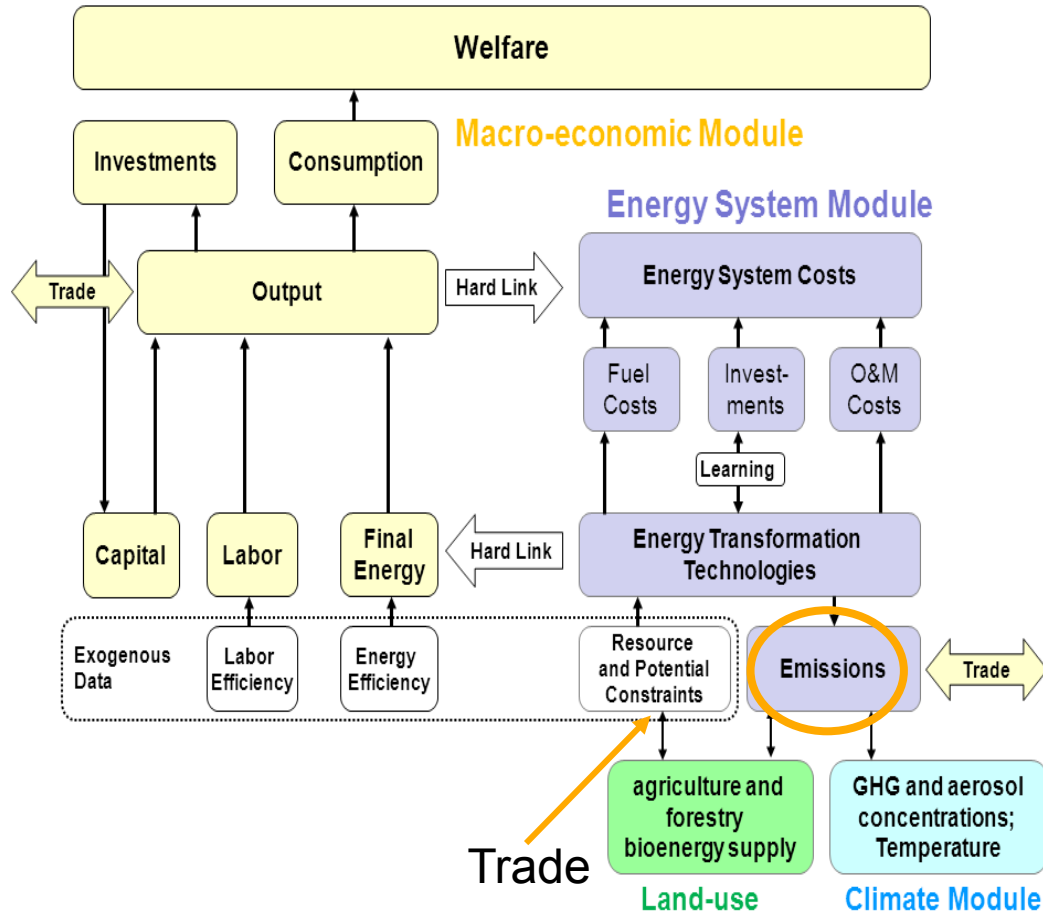 Welfare
Macro-economic Module
Investments
Consumption
Energy System Module
Trade
Output
Hard Link
Energy System Costs
Fuel
Costs
Invest-
ments
O&M
Costs
Learning
Capital
Labor
Final
Energy
Hard Link
Energy Transformation
Technologies
Exogenous
Data
Labor
Efficiency
Energy
Efficiency
Resource
and Potential
Constraints
Emissions
Trade
agriculture and
forestry
bioenergy supply
GHG and aerosol
concentrations;
Temperature
Trade
Land-use
Climate Module